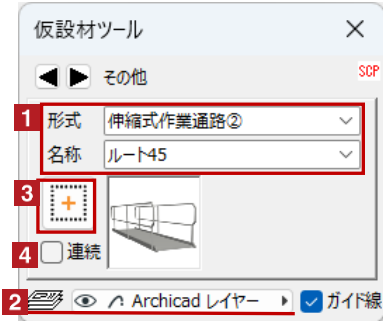 仮設材ツール
その他
SCP
1 形式 伸縮式作業通路②
名称 ルート45
3
4 連続
2 Archicad レイヤー ガイド線